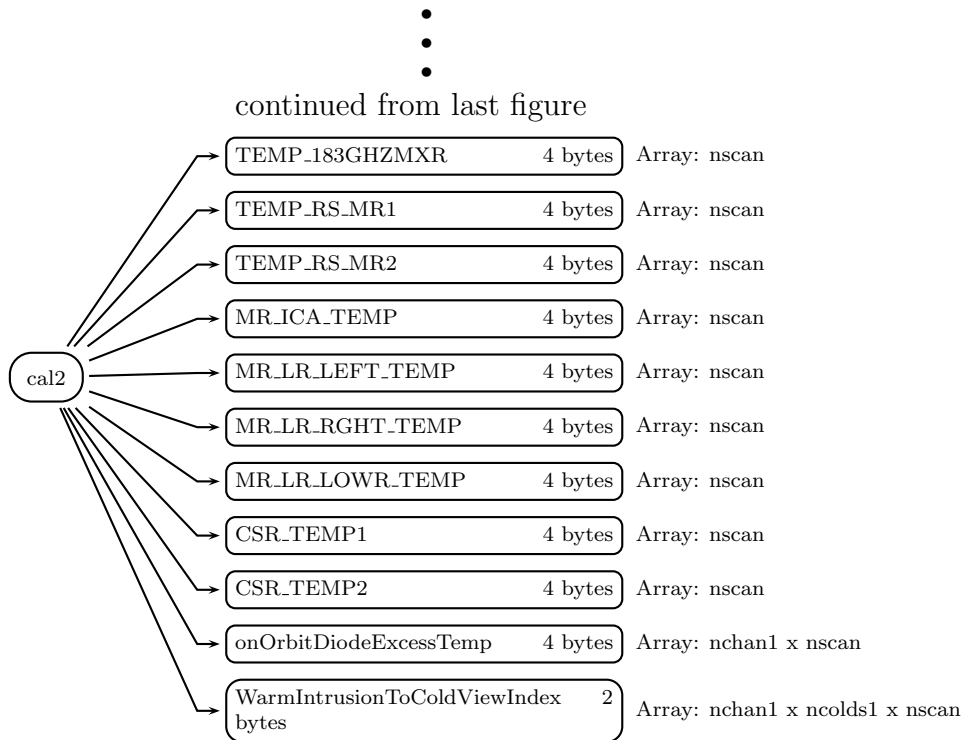 continued from last figure
TEMP_183GHZMXR 4 bytes Array: nscan
TEMP_RS_MR1 4 bytes Array: nscan
TEMP_RS_MR2 4 bytes Array: nscan
MR_ICA_TEMP 4 bytes Array: nscan
cal2
MR_LR_LEFT_TEMP 4 bytes Array: nscan
MR_LR_RGHT_TEMP 4 bytes Array: nscan
MR_LR_LOWR_TEMP 4 bytes Array: nscan
CSR_TEMP1 4 bytes Array: nscan
CSR_TEMP2 4 bytes Array: nscan
onOrbitDiodeExcessTemp 4 bytes Array: nchan1 x nscan
WarmIntrusionToColdViewIndex 2
bytes
Array: nchan1 x ncolds1 x nscan